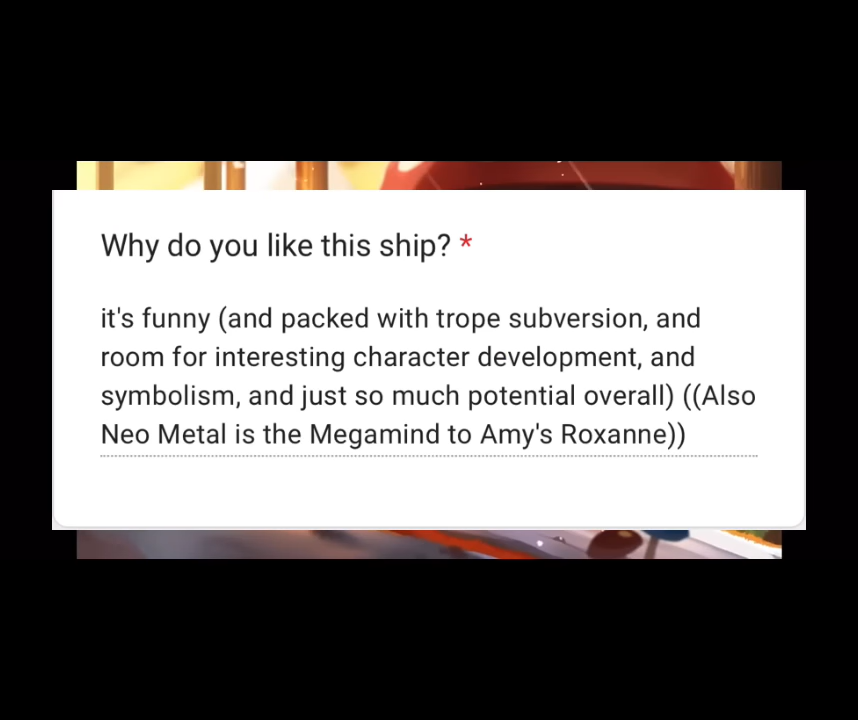 Why do you like this ship? *
it's funny (and packed with trope subversion, and
room for interesting character development, and
symbolism, and just so much potential overall) ((Also
Neo Metal is the Megamind to Amy's Roxanne))